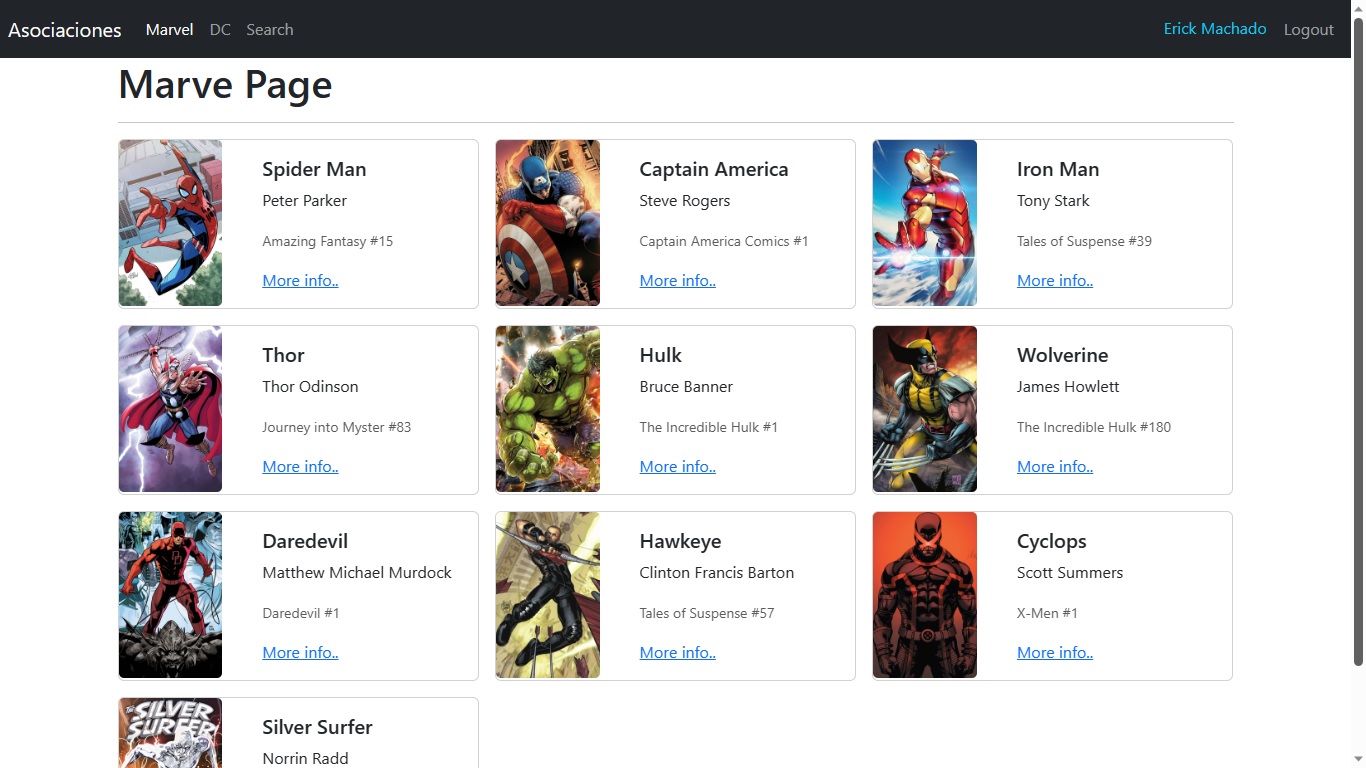 Asociaciones Marvel DC Search Erick Machado Logout
Marve Page
Spider Man
Peter Parker
Amazing Fantasy #15
More info..
Captain America
Steve Rogers
Captain America Comics #1
More info..
Iron Man
Tony Stark
Tales of Suspense #39
More info..
Thor
Thor Odinson
Journey into Myster #83
More info..
Hulk
Bruce Banner
The Incredible Hulk #1
More info..
Wolverine
James Howlett
The Incredible Hulk #180
More info..
Daredevil
Matthew Michael Murdock
Daredevil #1
More info..
Hawkeye
Clinton Francis Barton
Tales of Suspense #57
More info..
Cyclops
Scott Summers
X-Men #1
More info..
THE SILVER
SURFER
Silver Surfer
Norrin Radd